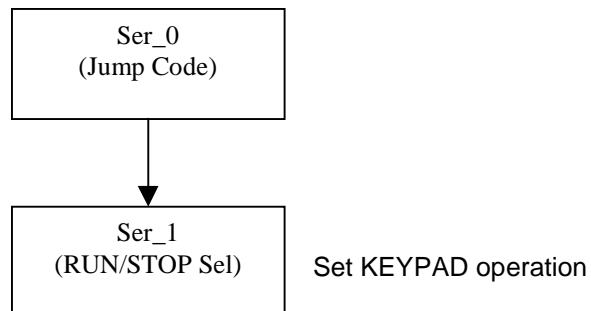 Ser_0
(Jump Code)
Ser_1
(RUN/STOP Sel)
Set KEYPAD operation